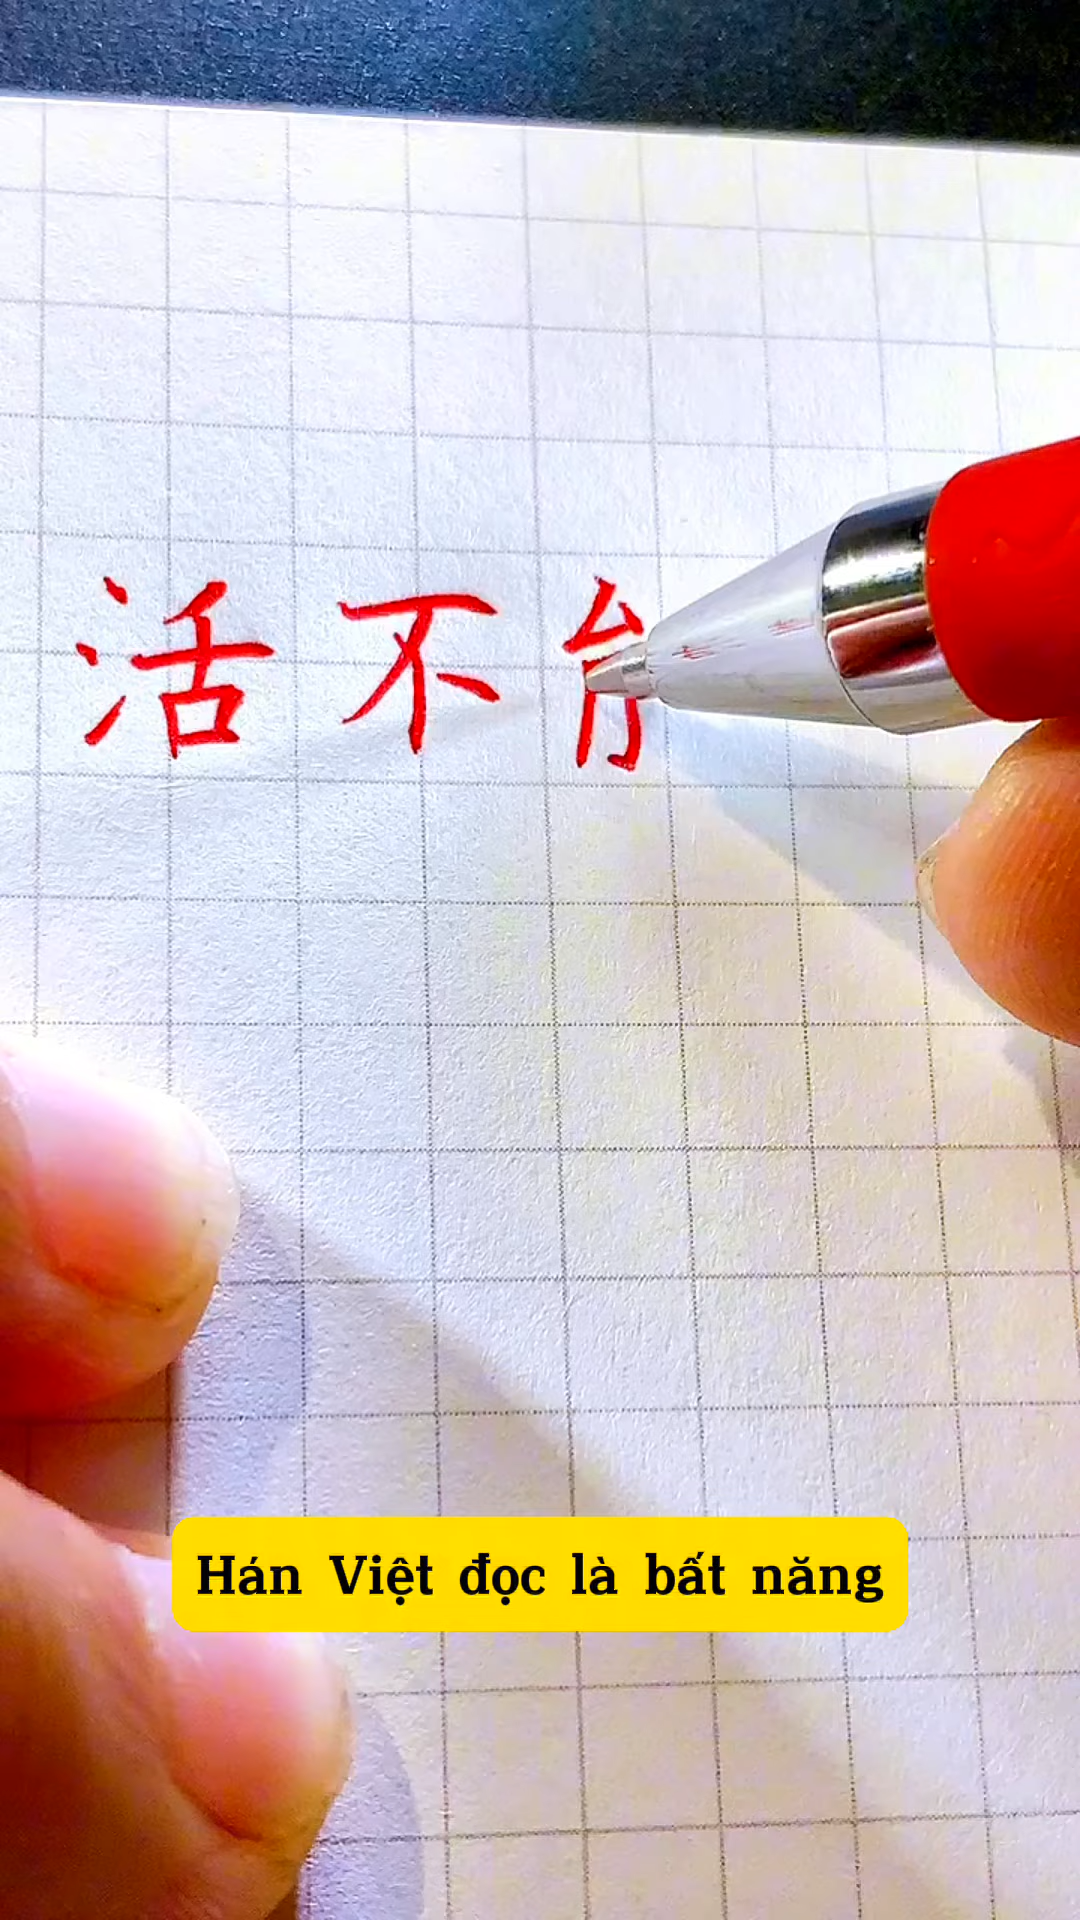 活不
Hán Việt đọc là bất năng